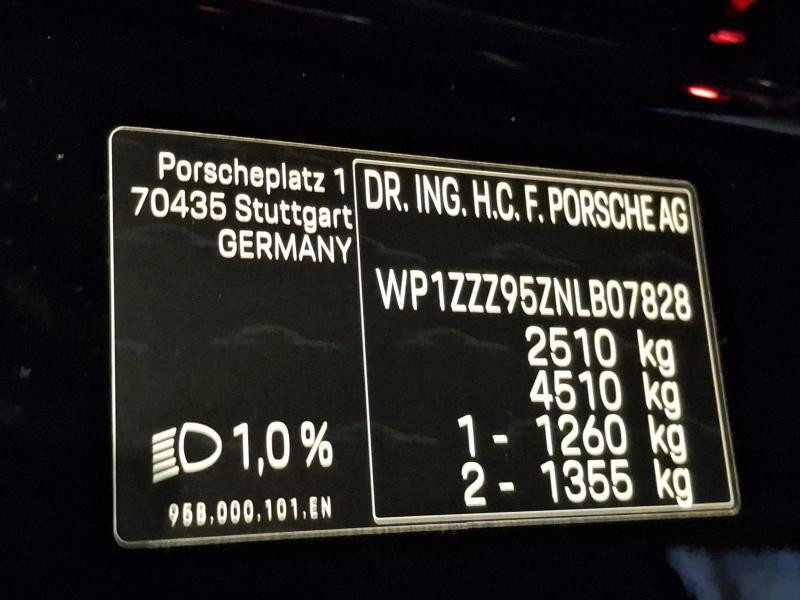 Porscheplatz 1
70435 Stuttgart
GERMANY
1,0 %
95B.000.101.EN
DR. ING. H.C. F. PORSCHE AG
WP1ZZZ95ZNLB07828
2510 kg
4510 kg
1 - 1260 kg
2 - 1355 kg